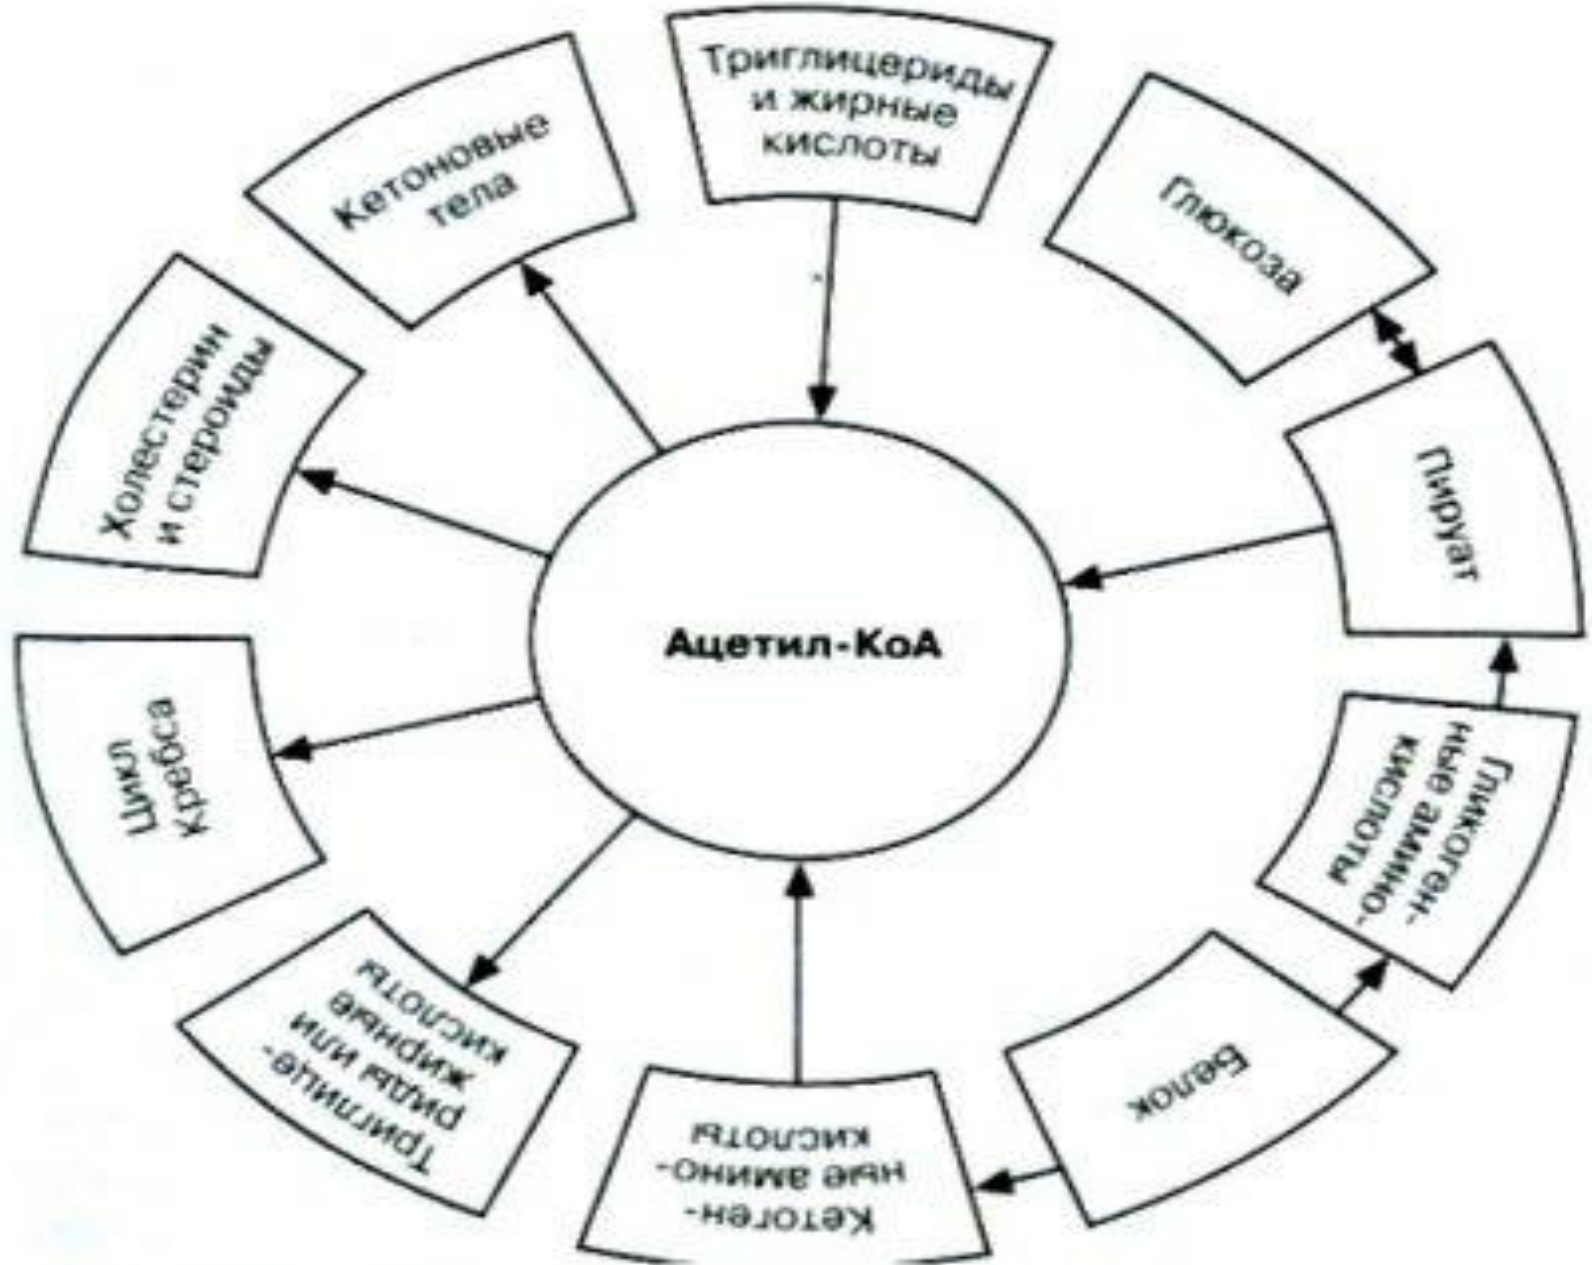 Триглицериды
и жирные
кислоты
Глюкоза
Пируват
Гликоген-
ные амино-
кислоты
Белок
Кетоген-
ные амино-
кислоты
Триглице-
риды или
жирные
кислоты
Цикл
Кребса
Холестерин
и стероиды
Кетоновые
тела
Ацетил-КоА